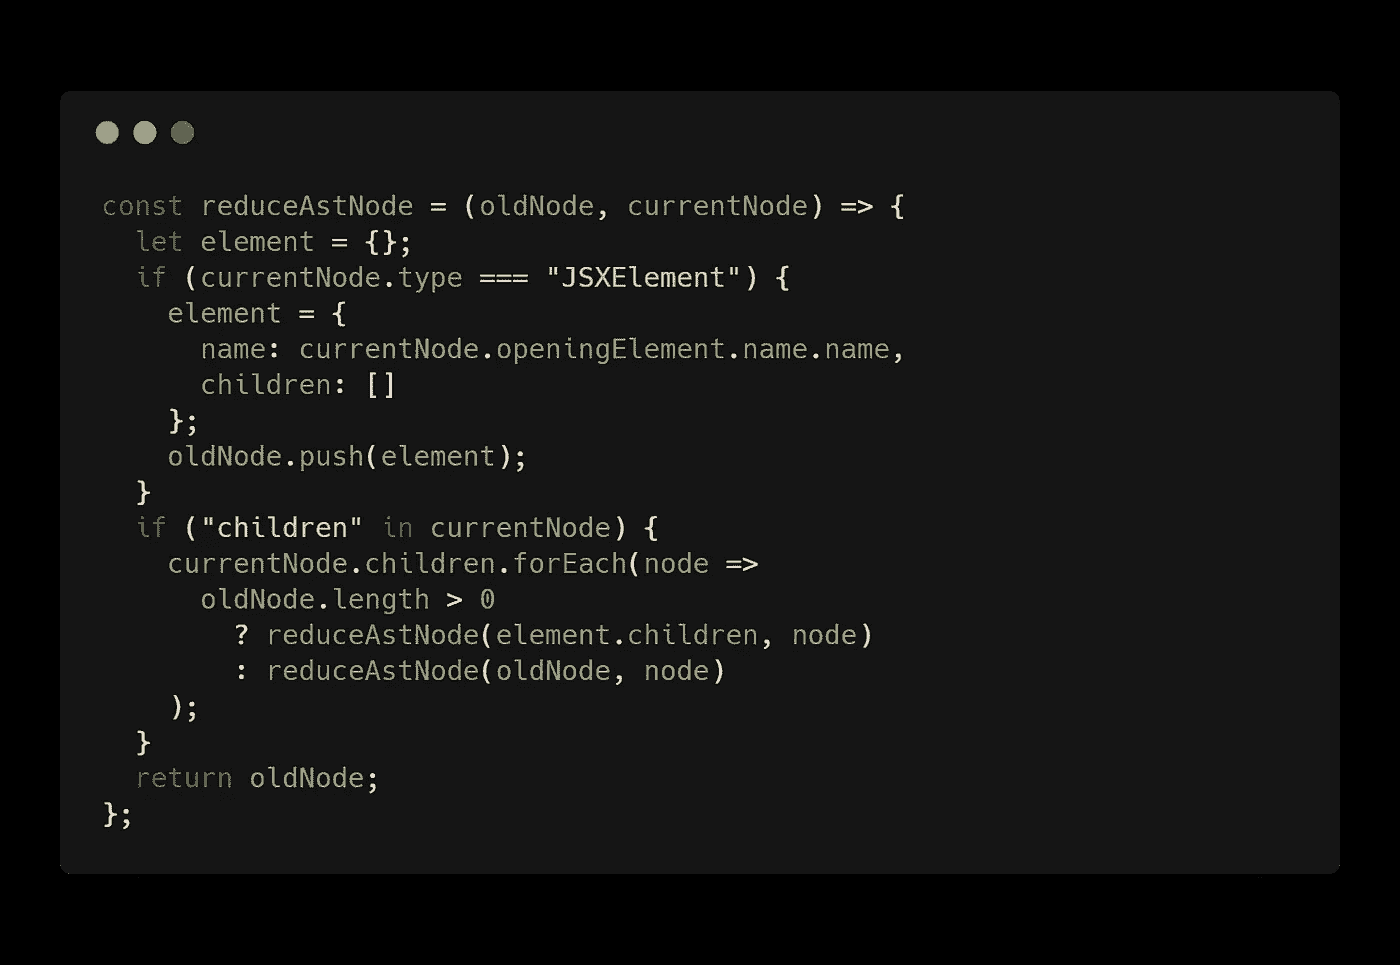 const reduceAstNode = (oldNode, currentNode) => {
  let element = {};
  if (currentNode.type === "JSXElement") {
    element = {
      name: currentNode.openingElement.name.name,
      children: []
    };
    oldNode.push(element);
  }
  if ("children" in currentNode) {
    currentNode.children.forEach(node =>
      oldNode.length > 0
        ? reduceAstNode(element.children, node)
        : reduceAstNode(oldNode, node)
    );
  }
  return oldNode;
};